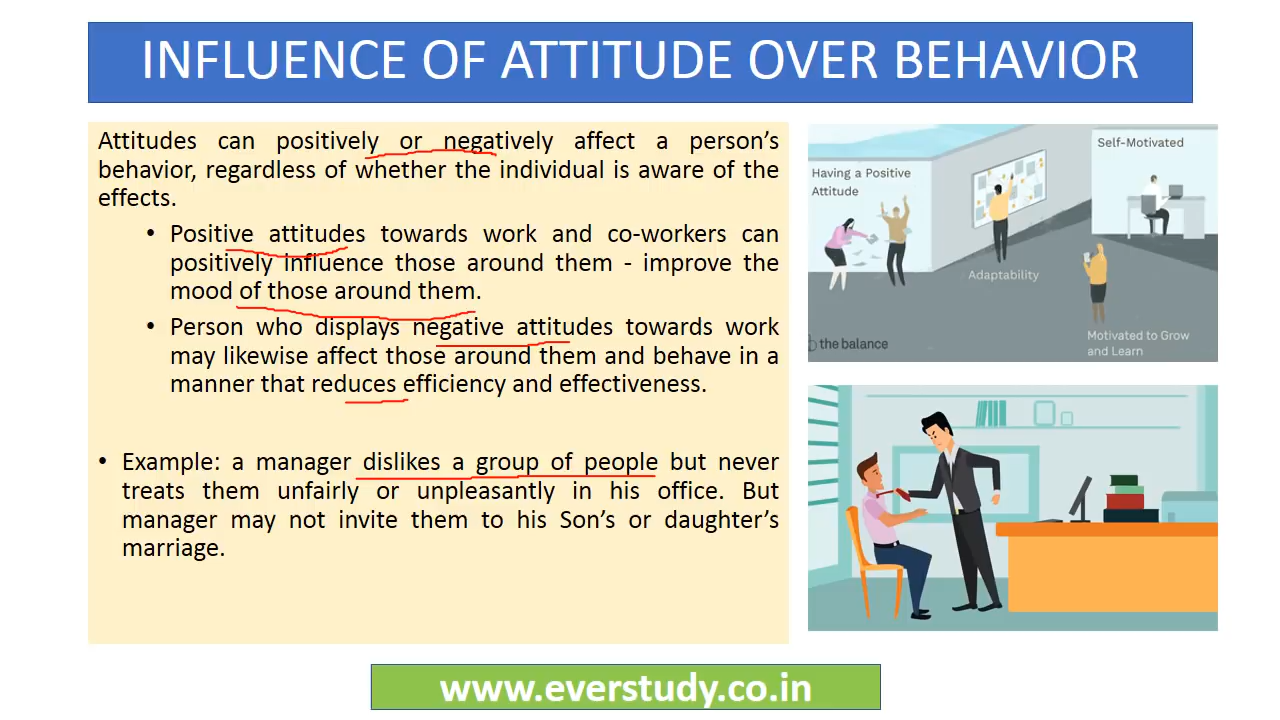 INFLUENCE OF ATTITUDE OVER BEHAVIOR
Attitudes can positively or negatively affect a person's
behavior, regardless of whether the individual is aware of the
effects.
• Positive attitudes towards work and co-workers can
positively influence those around them - improve the
mood of those around them.
• Person who displays negative attitudes towards work
may likewise affect those around them and behave in a
manner that reduces efficiency and effectiveness.
• Example: a manager dislikes a group of people but never
treats them unfairly or unpleasantly in his office. But
manager may not invite them to his Son's or daughter's
marriage.
Having a Positive
Attitude
Adaptability
Self-Motivated
Motivated to Grow
and Learn
the balance
www.everstudy.co.in